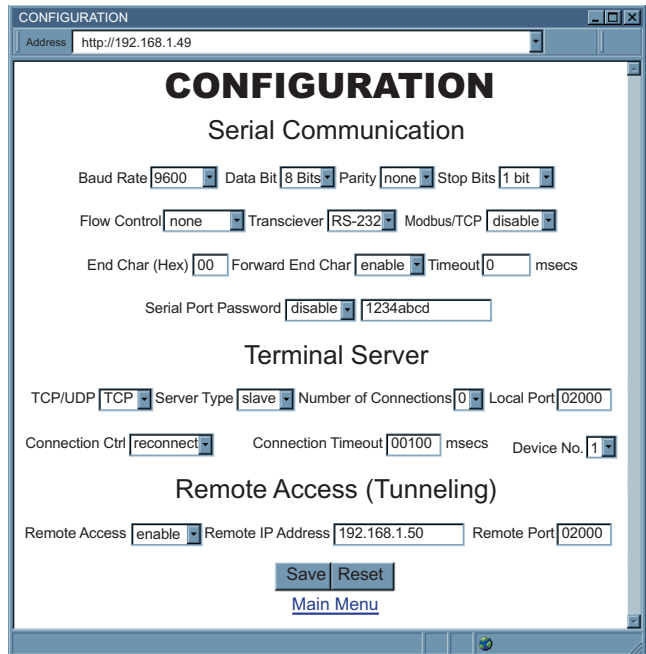 CONFIGURATION
Address http://192.168.1.49
CONFIGURATION
Serial Communication
Baud Rate 9600 Data Bit 8 Bits Parity none Stop Bits 1 bit
Flow Control none Transciever RS-232 Modbus/TCP disable
End Char (Hex) 00 Forward End Char enable Timeout 0 msecs
Serial Port Password disable 1234abcd
Terminal Server
TCP/UDP TCP Server Type slave Number of Connections 0 Local Port 02000
Connection Ctrl reconnect Connection Timeout 00100 msecs Device No. 1
Remote Access (Tunneling)
Remote Access enable Remote IP Address 192.168.1.50 Remote Port 02000
Save Reset
Main Menu